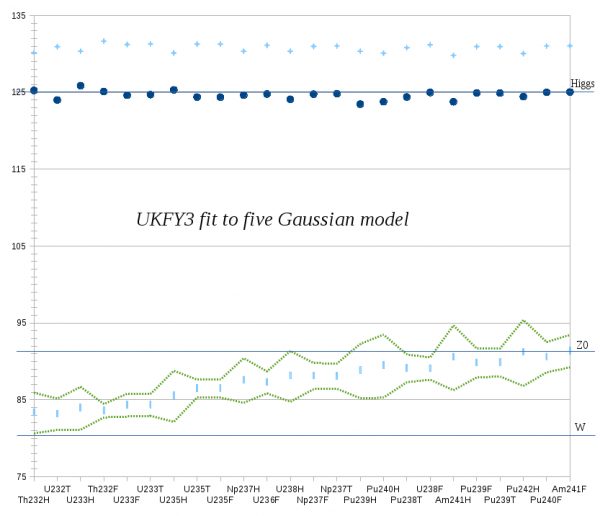 135
Higgs
125
115
UKFY3 fit to five Gaussian model
105
95
Z0
85
W
75
U232T Th232F U233T U235T Np237H U238H Np237T Pu240H U238F Pu239F Pu242H Am241F
Th232H U233H U233F U235H U235F U236F Np237F Pu239H Pu238T Am241H Pu239T Pu240F